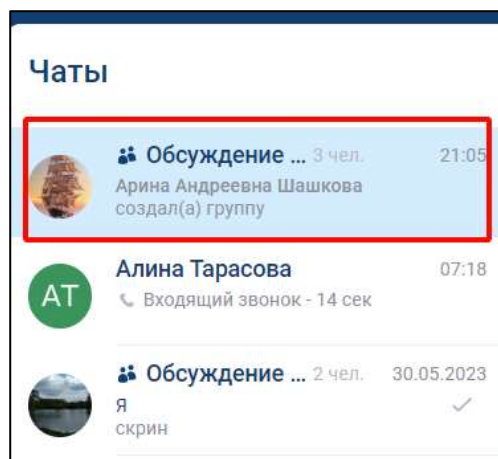 Чаты
Обсуждение ... 3 чел. 21:05
Арина Андреевна Шашкова
создал(а) группу
АТ
Алина Тарасова 07:18
Входящий звонок - 14 сек
Обсуждение ... 2 чел. 30.05.2023
Я
скрин